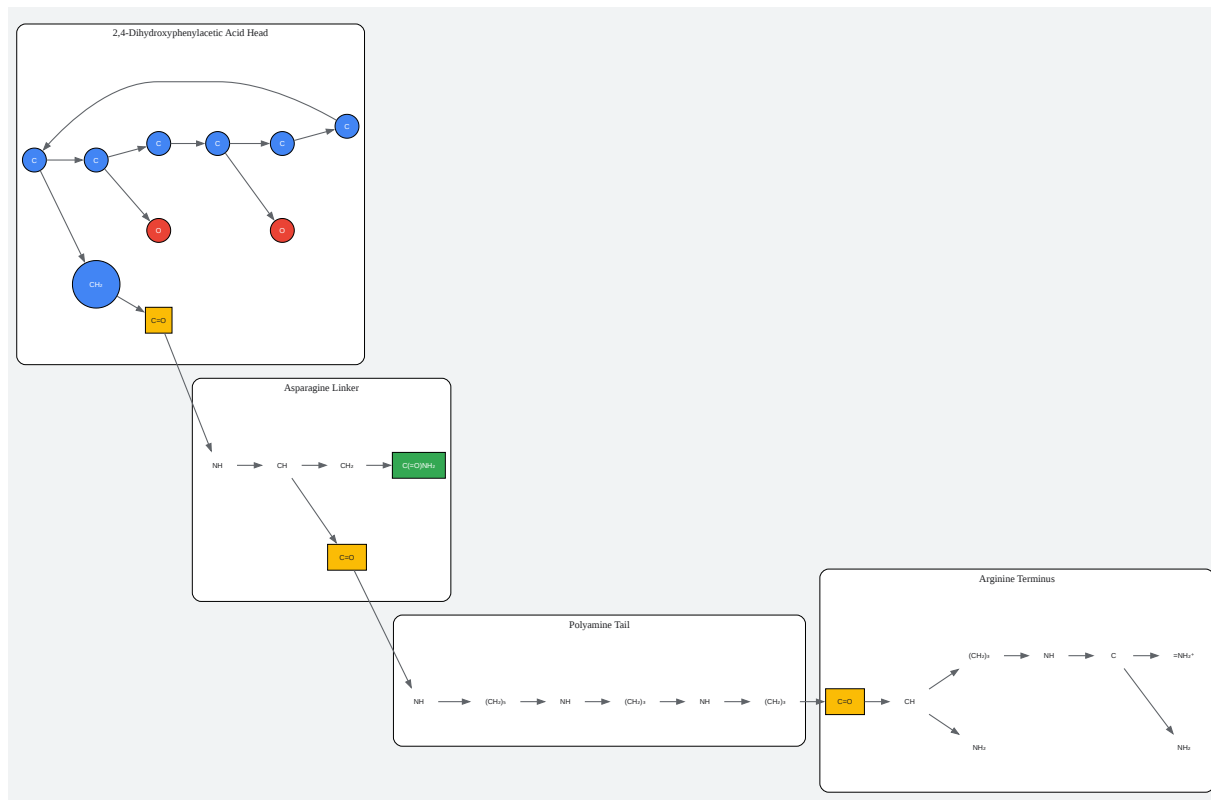 2,4-Dihydroxyphenylacetic Acid Head
C
C
C
C
C
C
O
O
CH₂
C=O
Asparagine Linker
NH
CH
CH₂
C(=O)NH₂
C=O
Polyamine Tail
NH
(CH₂)₅
NH
(CH₂)₃
NH
(CH₂)₃
Arginine Terminus
C=O
CH
(CH₂)₃
NH
C
=NH₂⁺
NH₂
NH₂